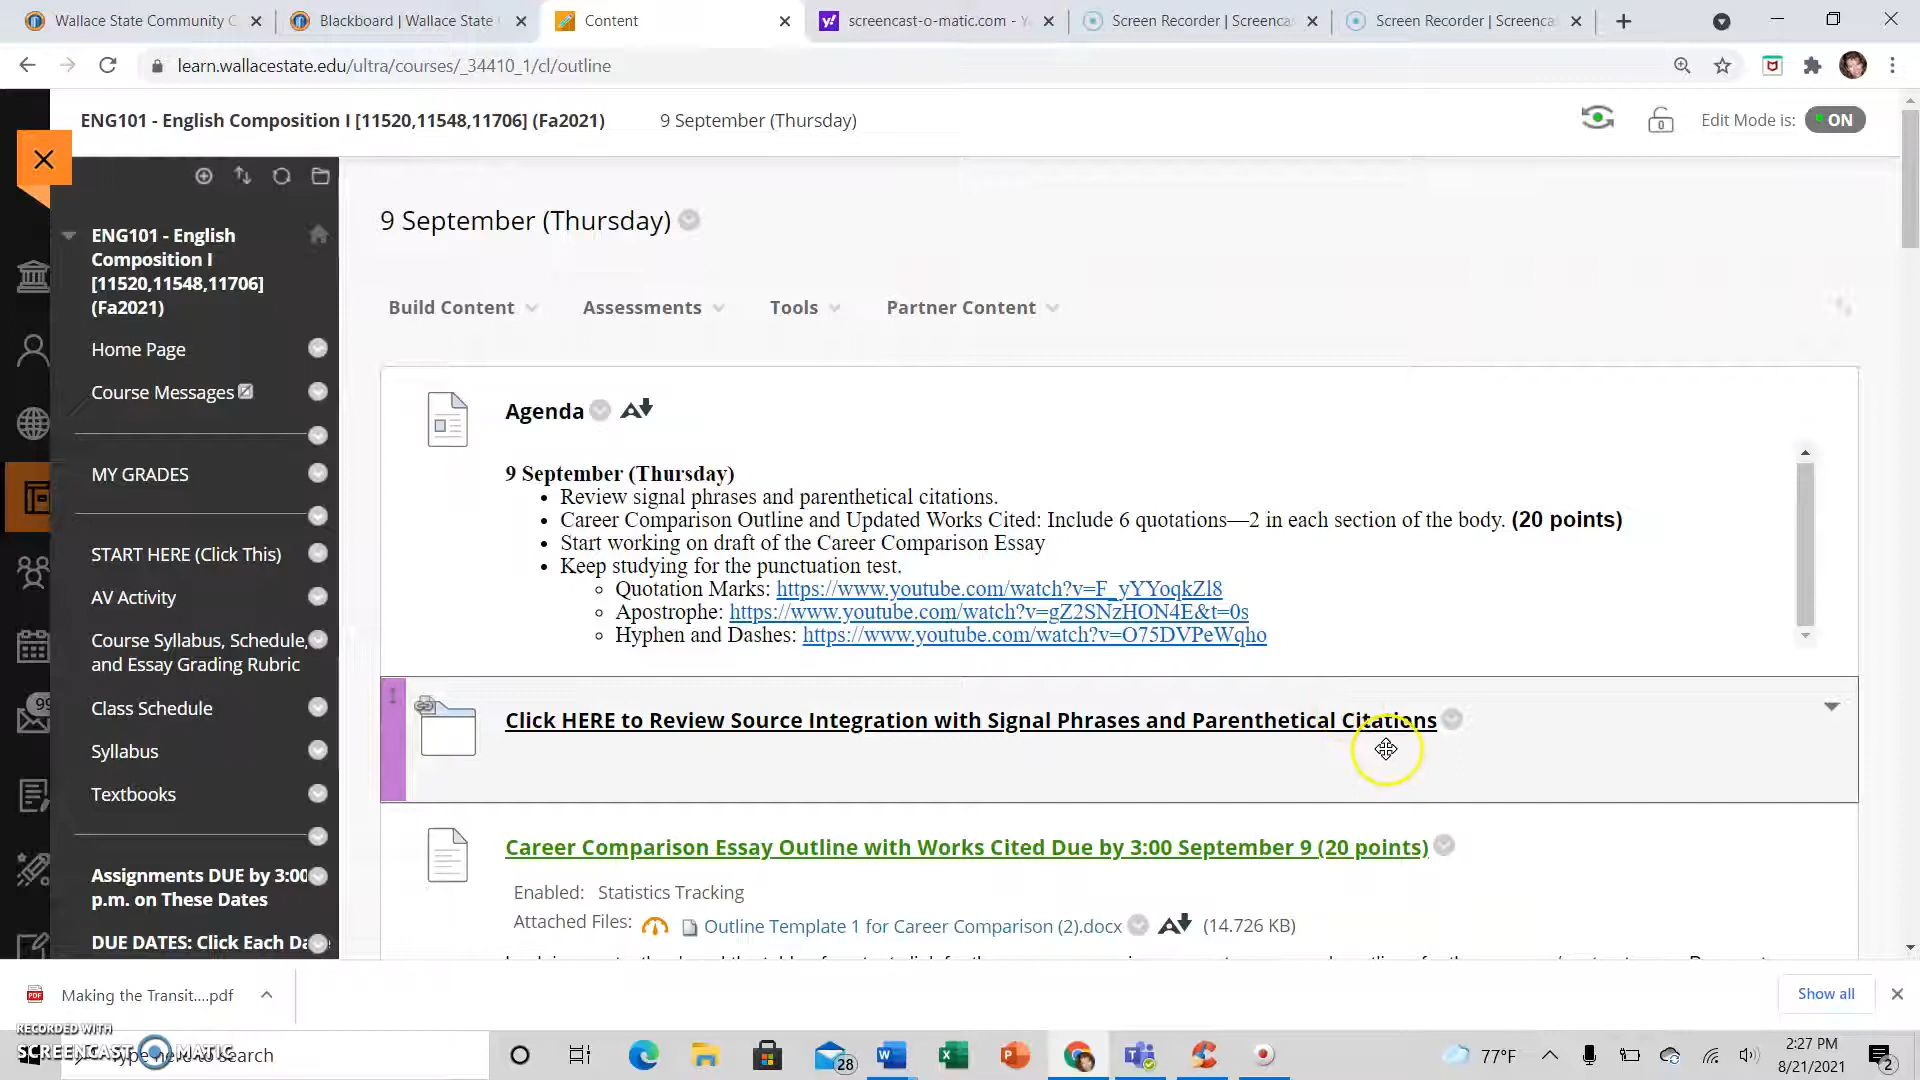 Wallace State Community C
Blackboard | Wallace State
Content
screencast-o-matic.com - Y
Screen Recorder | Screenca
Screen Recorder | Screenca
learn.wallacestate.edu/ultra/courses/_34410_1/cl/outline
ENG101 - English Composition I [11520,11548,11706] (Fa2021)
9 September (Thursday)
Edit Mode is:
ON
ENG101 - English
Composition I
[11520,11548,11706]
(Fa2021)
Home Page
Course Messages
MY GRADES
START HERE (Click This)
AV Activity
Course Syllabus, Schedule,
and Essay Grading Rubric
Class Schedule
Syllabus
Textbooks
Assignments DUE by 3:00
p.m. on These Dates
DUE DATES: Click Each Da
99
9 September (Thursday)
Build Content
Assessments
Tools
Partner Content
Agenda
9 September (Thursday)
• Review signal phrases and parenthetical citations.
• Career Comparison Outline and Updated Works Cited: Include 6 quotations—2 in each section of the body. (20 points)
• Start working on draft of the Career Comparison Essay
• Keep studying for the punctuation test.
◦ Quotation Marks: https://www.youtube.com/watch?v=F_yYYoqkZl8
◦ Apostrophe: https://www.youtube.com/watch?v=gZ2SNzHON4E&t=0s
◦ Hyphen and Dashes: https://www.youtube.com/watch?v=O75DVPeWqho
Click HERE to Review Source Integration with Signal Phrases and Parenthetical Citations
Career Comparison Essay Outline with Works Cited Due by 3:00 September 9 (20 points)
Enabled: Statistics Tracking
Attached Files: Outline Template 1 for Career Comparison (2).docx (14.726 KB)
Making the Transit....pdf
Show all
RECORDED WITH
SCREENCAST MATIC
Type here to search
28
77°F
2:27 PM
8/21/2021
2